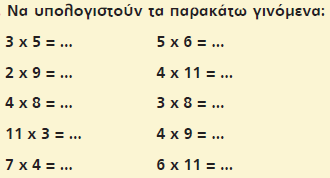 . Να υπολογιστούν τα παρακάτω γινόμενα:
3 x 5 = ... 5 x 6 = ...
2 x 9 = ... 4 x 11 = ...
4 x 8 = ... 3 x 8 = ...
11 x 3 = ... 4 x 9 = ...
7 x 4 = ... 6 x 11 = ...